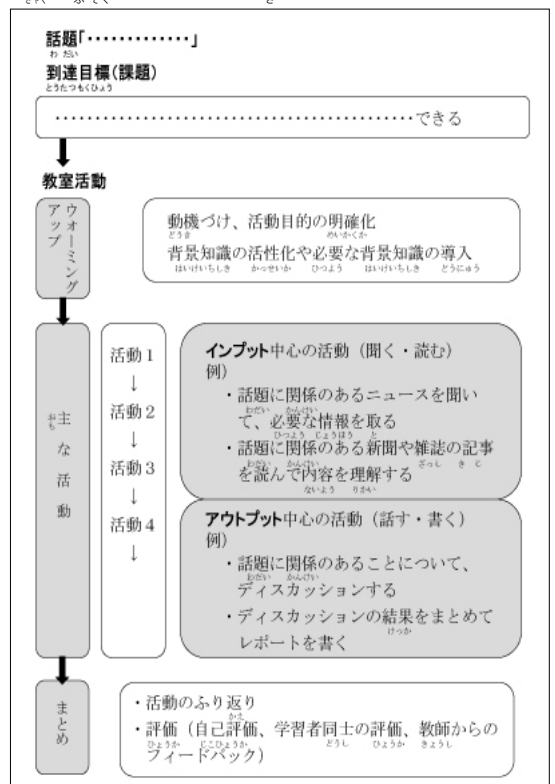 話題「・・・・・・・・・・・・・」
わ だい
到達目標(課題)
とうたつもくひょう
・・・・・・・・・・・・・・・・・・・・・・・・・・・・・・・・・・・・・・・・・・・・できる
教室活動
ウォーミング
アップ
動機づけ、活動目的の明確化
どうき めいかくか
背景知識の活性化や必要な背景知識の導入
はいけいちしき かっせいか ひつよう はいけいちしき どうにゅう
主な活動
おも
活動1
↓
活動2
↓
活動3
↓
活動4
↓
インプット中心の活動（聞く・読む）
例）
・話題に関係のあるニュースを聞い
わだい かんけい
て、必要な情報を取る
ひつよう じょうほう と
・話題に関係のある新聞や雑誌の記事
わだい かんけい ざっし き じ
を読んで内容を理解する
ないよう りかい
アウトプット中心の活動（話す・書く）
例）
・話題に関係のあることについて、
わだい かんけい
ディスカッションする
・ディスカッションの結果をまとめて
けっか
レポートを書く
まとめ
・活動のふり返り
かえ
・評価（自己評価、学習者同士の評価、教師からの
ひょうか じこひょうか どうし ひょうか きょうし
フィードバック）